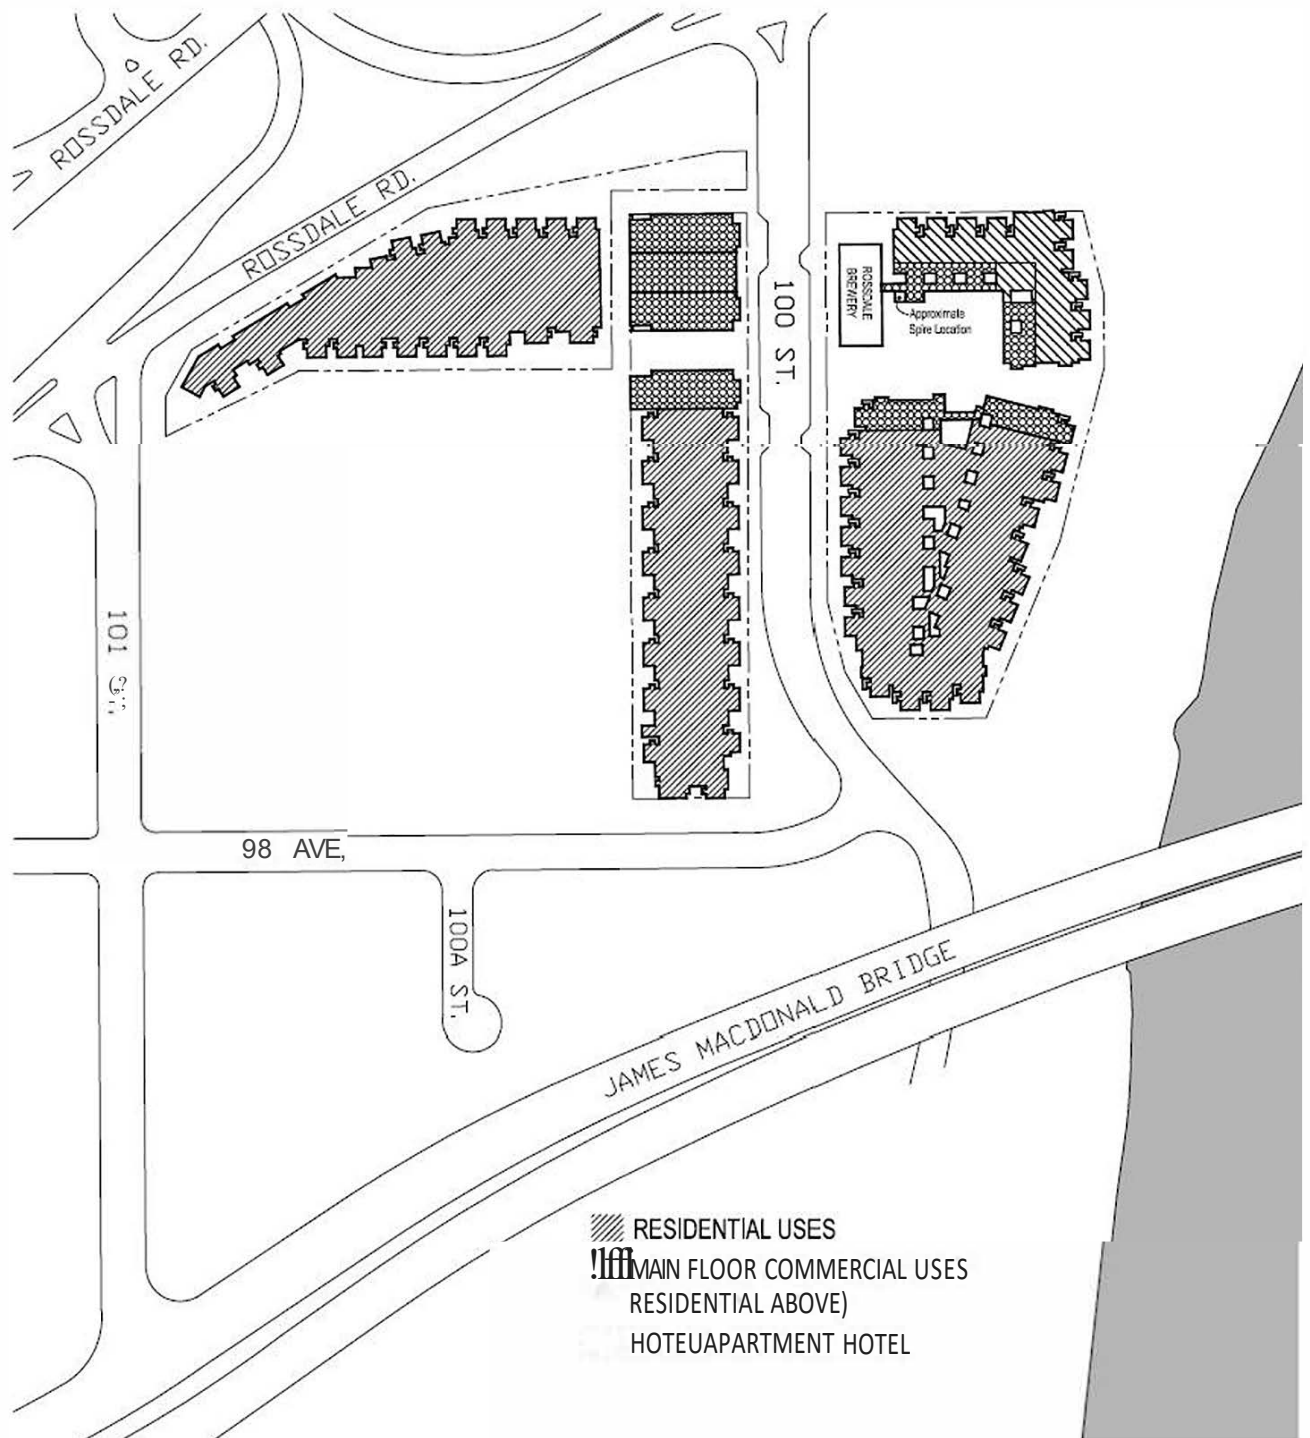 ROSSDALE RD.
ROSSDALE RD.
100 ST.
ROSSDALE
BREWERY
Approximate
Spire Location
101
98 AVE,
100A ST.
JAMES MACDONALD BRIDGE
RESIDENTIAL USES
MAIN FLOOR COMMERCIAL USES
RESIDENTIAL ABOVE)
HOTEUAPARTMENT HOTEL